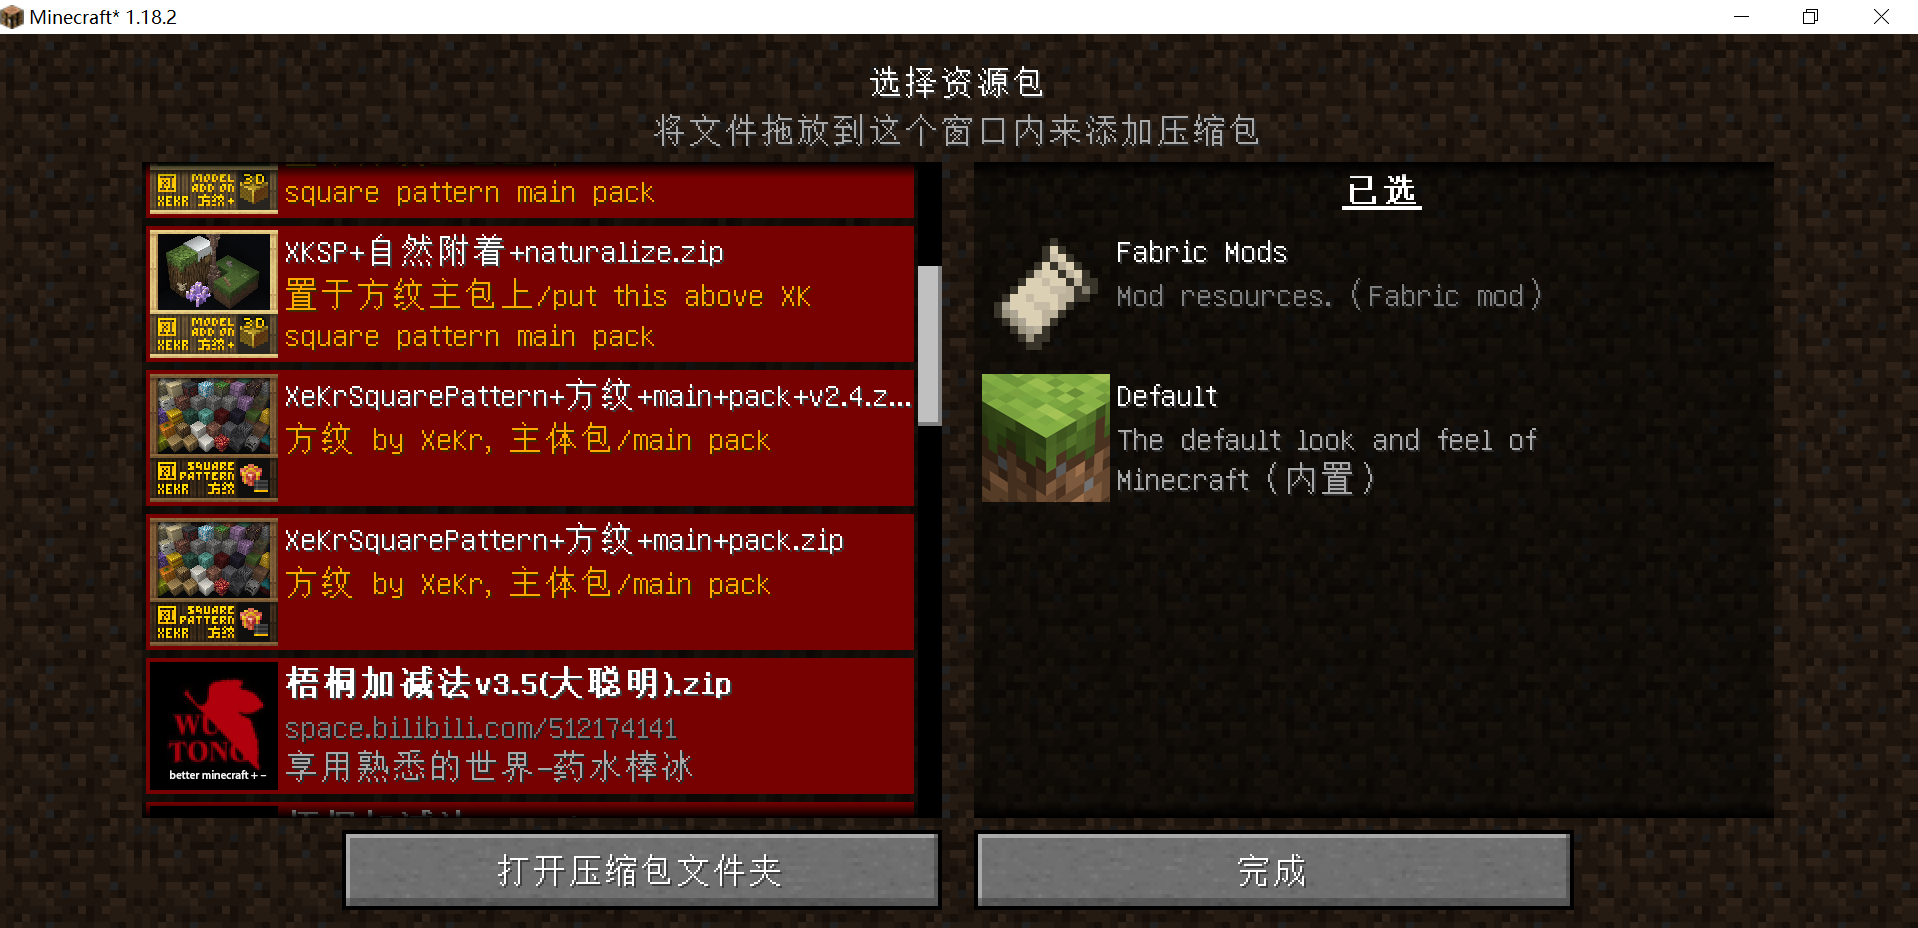 Minecraft* 1.18.2
选择资源包
将文件拖放到这个窗口内来添加压缩包
MODEL 3D
ADD ON
XEKR 方纹+
square pattern main pack
XKSP+自然附着+naturalize.zip
置于方纹主包上/put this above XK
square pattern main pack
MODEL 3D
ADD ON
XEKR 方纹+
XeKrSquarePattern+方纹+main+pack+v2.4.z...
方纹 by XeKr, 主体包/main pack
SQUARE
PATTERN
XEKR 方纹
XeKrSquarePattern+方纹+main+pack.zip
方纹 by XeKr, 主体包/main pack
SQUARE
PATTERN
XEKR 方纹
梧桐加减法v3.5(大聪明).zip
space.bilibili.com/512174141
享用熟悉的世界-药水棒冰
WU
TONG
better minecraft + -
梧桐加减法
已选
Fabric Mods
Mod resources. (Fabric mod)
Default
The default look and feel of
Minecraft (内置)
打开压缩包文件夹
完成